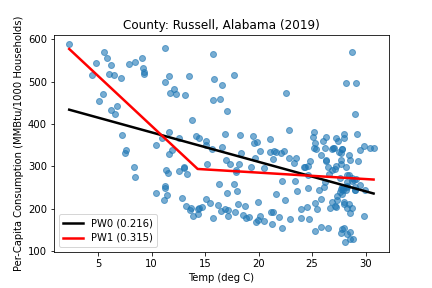 County: Russell, Alabama (2019)
Per-Capita Consumption (MMBtu/1000 Households)
600
500
400
300
200
100
PW0 (0.216)
PW1 (0.315)
5 10 15 20 25 30
Temp (deg C)